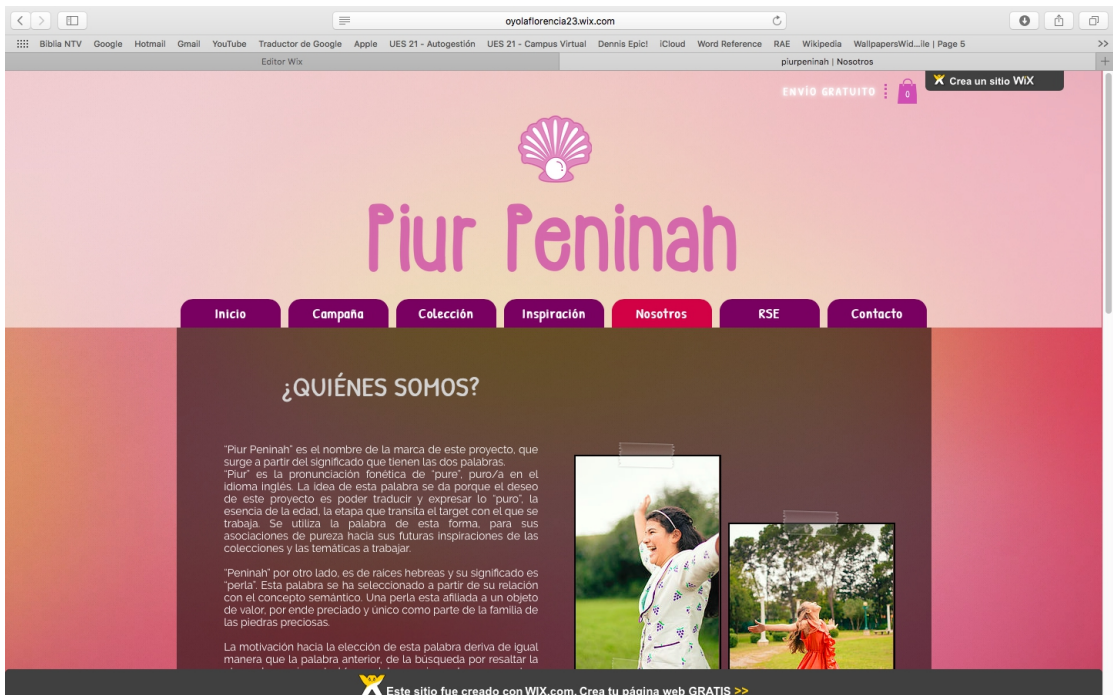 oyolaflorencia23.wix.com
Biblia NTV Google Hotmail Gmail YouTube Traductor de Google Apple UES 21 - Autogestión UES 21 - Campus Virtual Dennis Epic! iCloud Word Reference RAE Wikipedia WallpapersWid...ile | Page 5 >>
Editor Wix piurpeninah | Nosotros +
ENVÍO GRATUITO 0 Crea un sitio WiX
Piur Peninah
Inicio Campaña Colección Inspiración Nosotros RSE Contacto
¿QUIÉNES SOMOS?
"Piur Peninah" es el nombre de la marca de este proyecto, que
surge a partir del significado que tienen las dos palabras.
"Piur" es la pronunciación fonética de "pure", puro/a en el
idioma inglés. La idea de esta palabra se da porque el deseo
de este proyecto es poder traducir y expresar lo "puro", la
esencia de la edad, la etapa que transita el target con el que se
trabaja. Se utiliza la palabra de esta forma, para sus
asociaciones de pureza hacia sus futuras inspiraciones de las
colecciones y las temáticas a trabajar.
"Peninah" por otro lado, es de raíces hebreas y su significado es
"perla". Esta palabra se ha seleccionado a partir de su relación
con el concepto semántico. Una perla esta afiliada a un objeto
de valor, por ende preciado y único como parte de la familia de
las piedras preciosas.
La motivación hacia la elección de esta palabra deriva de igual
manera que la palabra anterior, de la búsqueda por resaltar la
Este sitio fue creado con WIX.com. Crea tu página web GRATIS >>